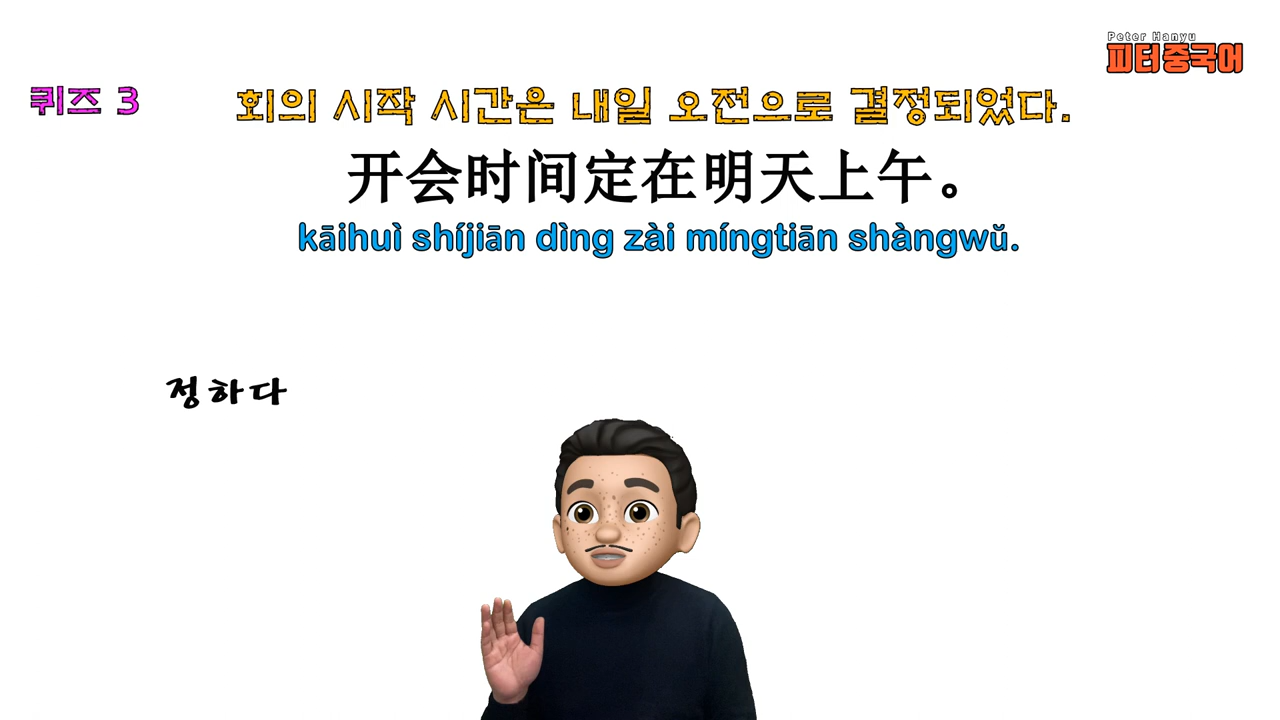 Peter Hanyu
피터 중국어
퀴즈 3
회의 시작 시간은 내일 오전으로 결정되었다.
开会时间定在明天上午。
kāihuì shíjiān dìng zài míngtiān shàngwŭ.
정하다